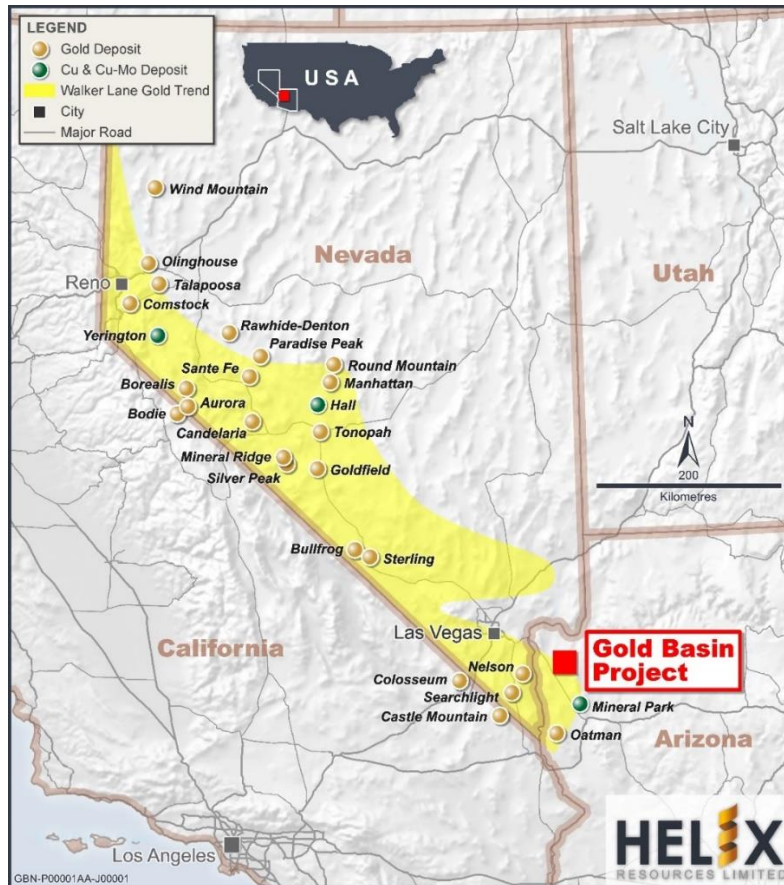 LEGEND
Gold Deposit
Cu & Cu-Mo Deposit
Walker Lane Gold Trend
City
Major Road
USA
Salt Lake City
Wind Mountain
Nevada
Utah
Olinghouse
Reno
Talapoosa
Comstock
Rawhide-Denton
Yerington
Paradise Peak
Sante Fe
Round Mountain
Borealis
Manhattan
Aurora
Hall
Bodie
Candelaria
Tonopah
Mineral Ridge
Silver Peak
Goldfield
N
200
Kilometres
Bullfrog
Sterling
California
Las Vegas
Gold Basin
Project
Nelson
Colosseum
Searchlight
Mineral Park
Castle Mountain
Oatman
Arizona
Los Angeles
HELIX
RESOURCES LIMITED
GBN-P00001AA-J00001